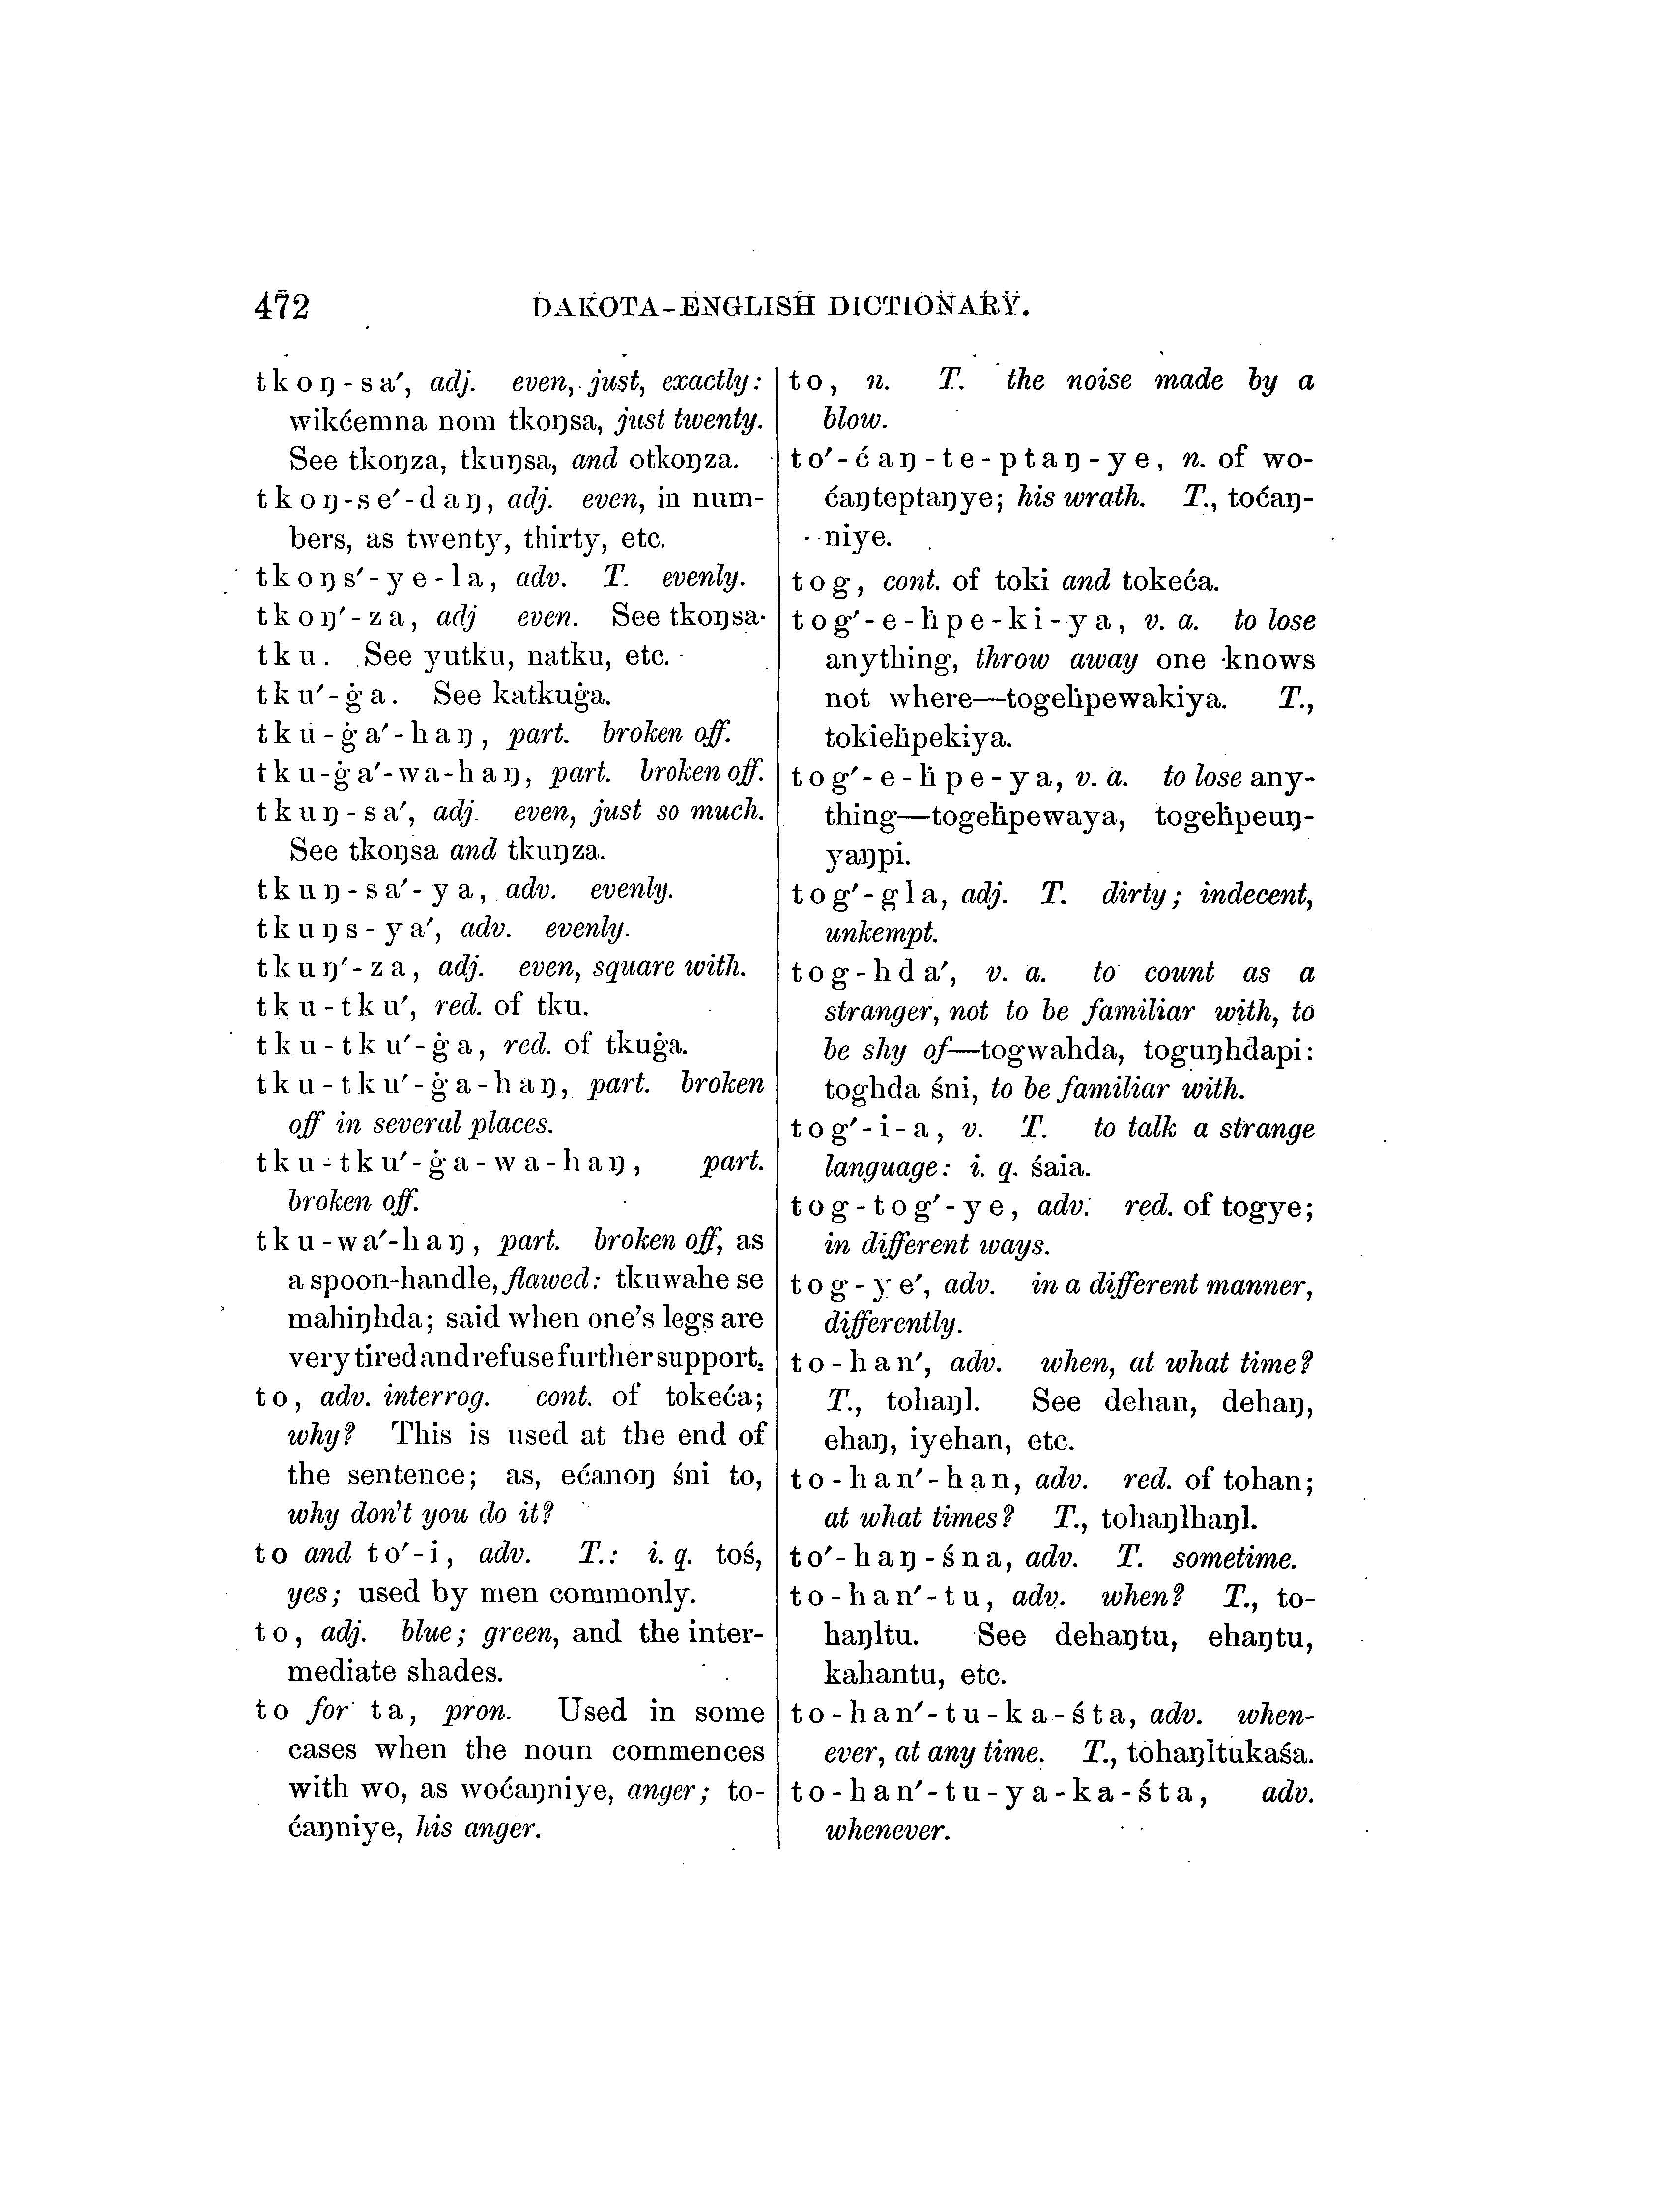 472
DAKOTA-ENGLISH DICTIONARY.
tkoŋ-sa′, adj. even, just, exactly:
wikćemna nom tkoŋsa, just twenty.
See tkoŋza, tkuŋsa, and otkoŋza.
tkoŋ-se′-daŋ, adj. even, in num-
bers, as twenty, thirty, etc.
tkoŋs′-ye-la, adv. T. evenly.
tkoŋ′-za, adj even. See tkoŋsa.
tku. See yutku, natku, etc.
tku′-ġa. See katkuġa.
tku-ġa′-haŋ, part. broken off.
tku-ġa′-wa-haŋ, part. broken off.
tkuŋ-sa′, adj. even, just so much.
See tkoŋsa and tkuŋza.
tkuŋ-sa′-ya, adv. evenly.
tkuŋs-ya′, adv. evenly.
tkuŋ′-za, adj. even, square with.
tku-tku′, red. of tku.
tku-tku′-ġa, red. of tkuġa.
tku-tku′-ġa-haŋ, part. broken
off in several places.
tku-tku′-ġa-wa-haŋ, part.
broken off.
tku-wa′-haŋ, part. broken off, as
a spoon-handle, flawed: tkuwahe se
mahiŋhda; said when one's legs are
very tired and refuse further support.
to, adv. interrog. cont. of tokeća;
why? This is used at the end of
the sentence; as, ećanoŋ śni to,
why don't you do it?
to and to′-i, adv. T.: i. q. toś,
yes; used by men commonly.
to, adj. blue; green, and the inter-
mediate shades.
to for ta, pron. Used in some
cases when the noun commences
with wo, as woćaŋniye, anger; to-
ćaŋniye, his anger.
to, n. T. the noise made by a
blow.
to′-ćaŋ-te-ptaŋ-ye, n. of wo-
ćaŋteptaŋye; his wrath. T., toćaŋ-
niye.
tog, cont. of toki and tokeća.
tog′-e-ḣpe-ki-ya, v. a. to lose
anything, throw away one knows
not where—togeḣpewakiya. T.,
tokieḣpekiya.
tog′-e-ḣpe-ya, v. a. to lose any-
thing—togeḣpewaya, togeḣpeuŋ-
yaŋpi.
tog′-gla, adj. T. dirty; indecent,
unkempt.
tog-hda′, v. a. to count as a
stranger, not to be familiar with, to
be shy of—togwahda, toguŋhdapi:
toghda śni, to be familiar with.
tog′-i-a, v. T. to talk a strange
language: i. q. śaia.
tog-tog′-ye, adv. red. of togye;
in different ways.
tog-ye′, adv. in a different manner,
differently.
to-han′, adv. when, at what time?
T., tohaŋl. See dehan, dehaŋ,
ehaŋ, iyehan, etc.
to-han′-han, adv. red. of tohan;
at what times? T., tohaŋlhaŋl.
to′-haŋ-śna, adv. T. sometime.
to-han′-tu, adv. when? T., to-
haŋltu. See dehaŋtu, ehaŋtu,
kahantu, etc.
to-han′-tu-ka-śta, adv. when-
ever, at any time. T., tohaŋltukaśa.
to-han′-tu-ya-ka-śta, adv.
whenever.